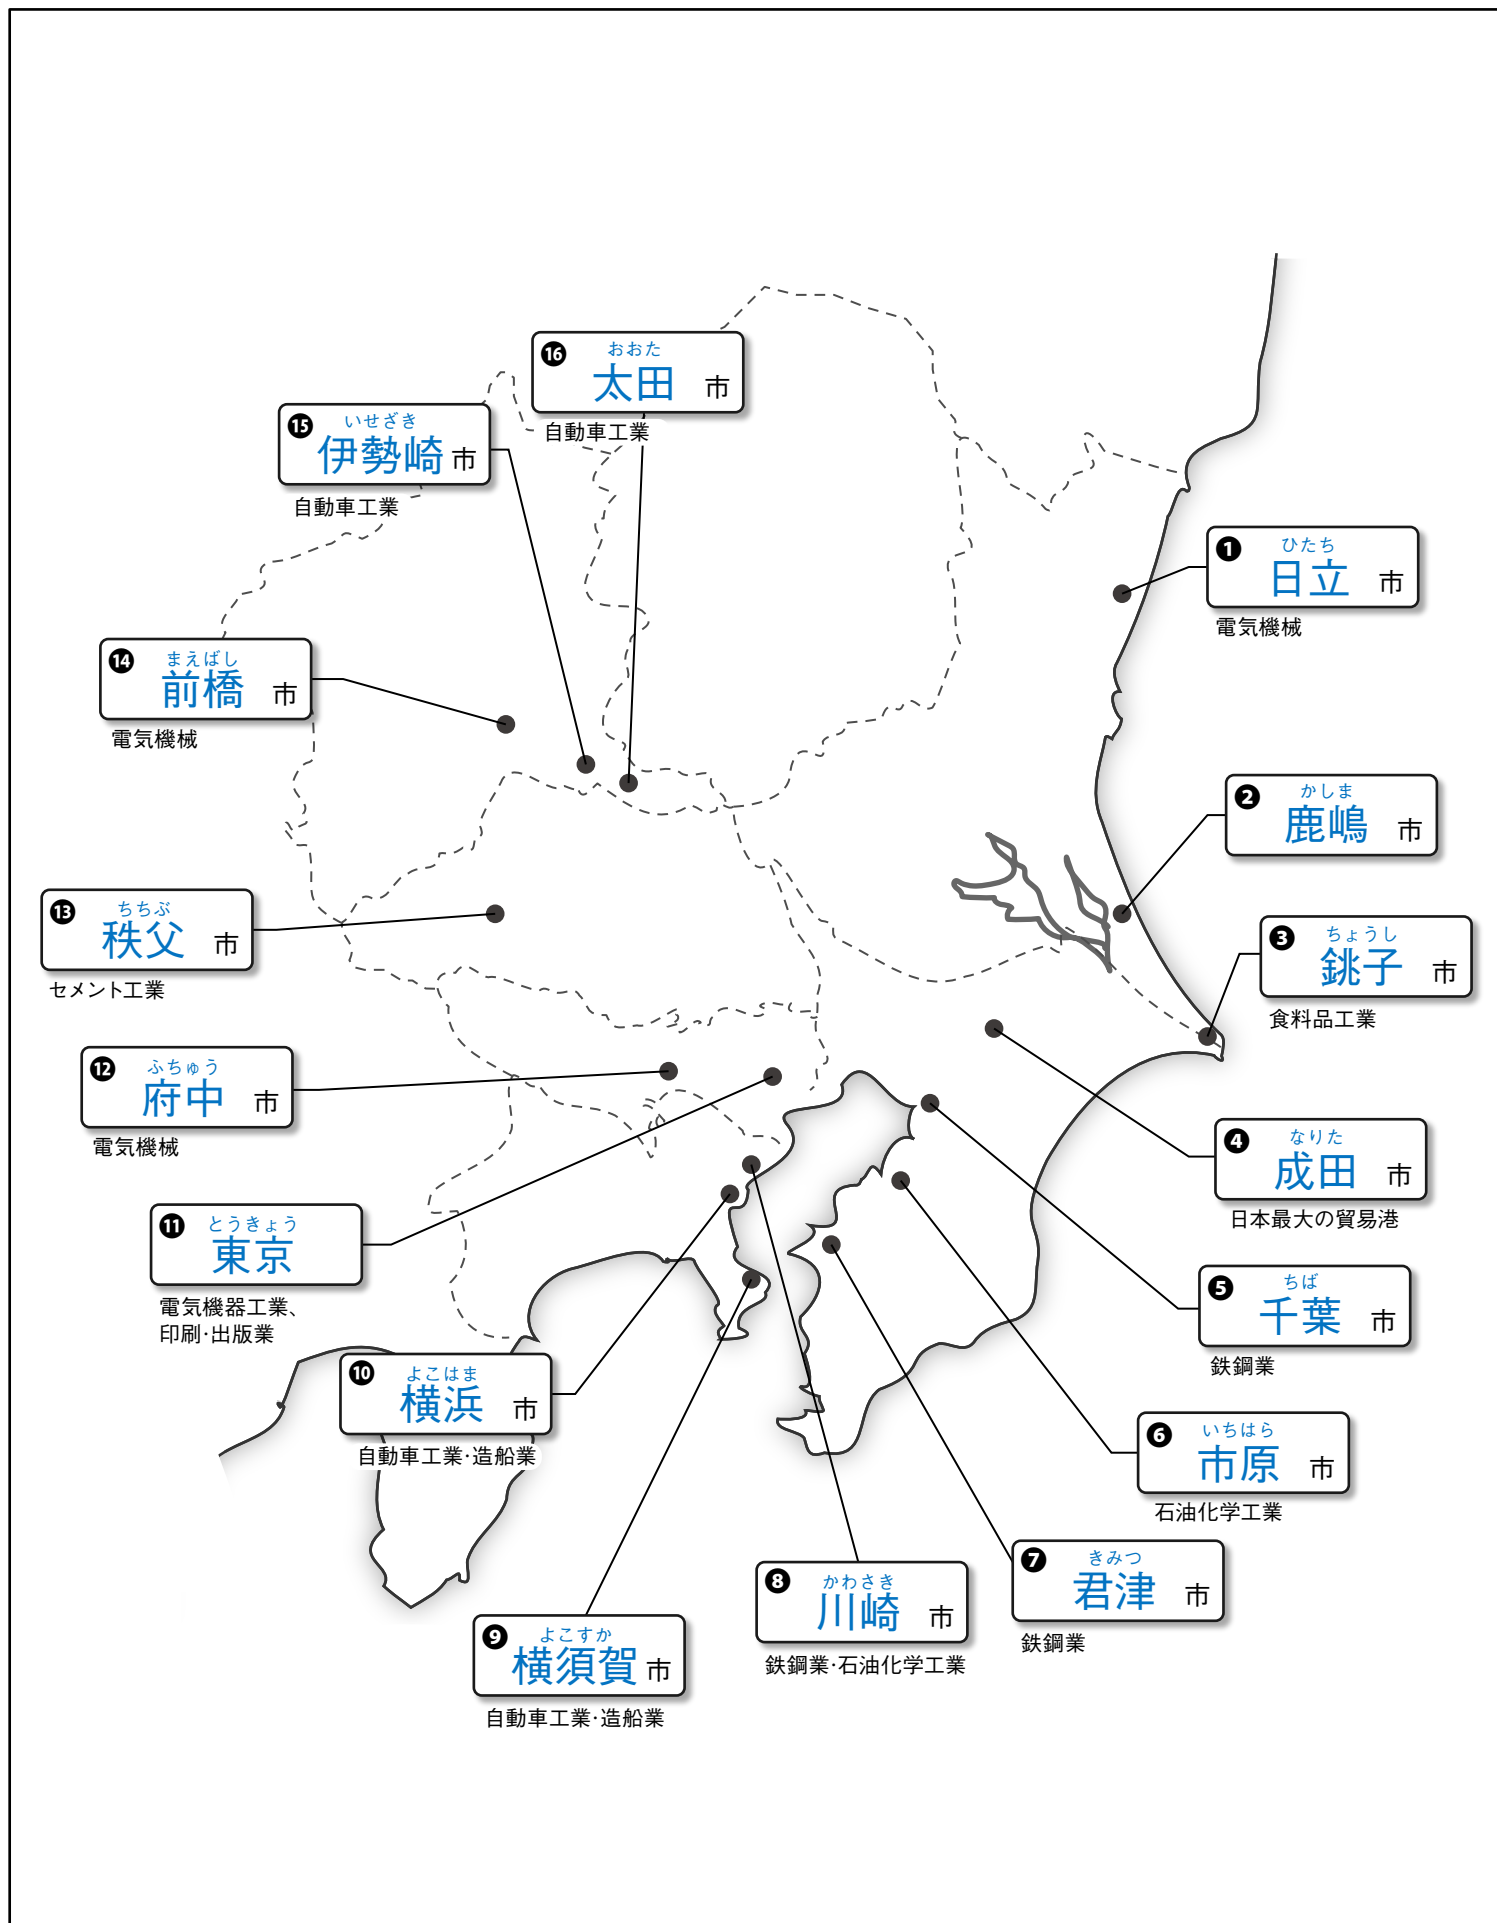 ❶
ひたち
日立 市
電気機械
❷
かしま
鹿嶋 市
❸
ちょうし
銚子 市
食料品工業
❹
なりた
成田 市
日本最大の貿易港
❺
ちば
千葉 市
鉄鋼業
❻
いちはら
市原 市
石油化学工業
❼
きみつ
君津 市
鉄鋼業
❽
かわさき
川崎 市
鉄鋼業・石油化学工業
❾
よこすか
横須賀 市
自動車工業・造船業
❿
よこはま
横浜 市
自動車工業・造船業
⓫
とうきょう
東京
電気機器工業、
印刷・出版業
⓬
ふちゅう
府中 市
電気機械
⓭
ちちぶ
秩父 市
セメント工業
⓮
まえばし
前橋 市
電気機械
⓯
いせざき
伊勢崎 市
自動車工業
⓰
おおた
太田 市
自動車工業